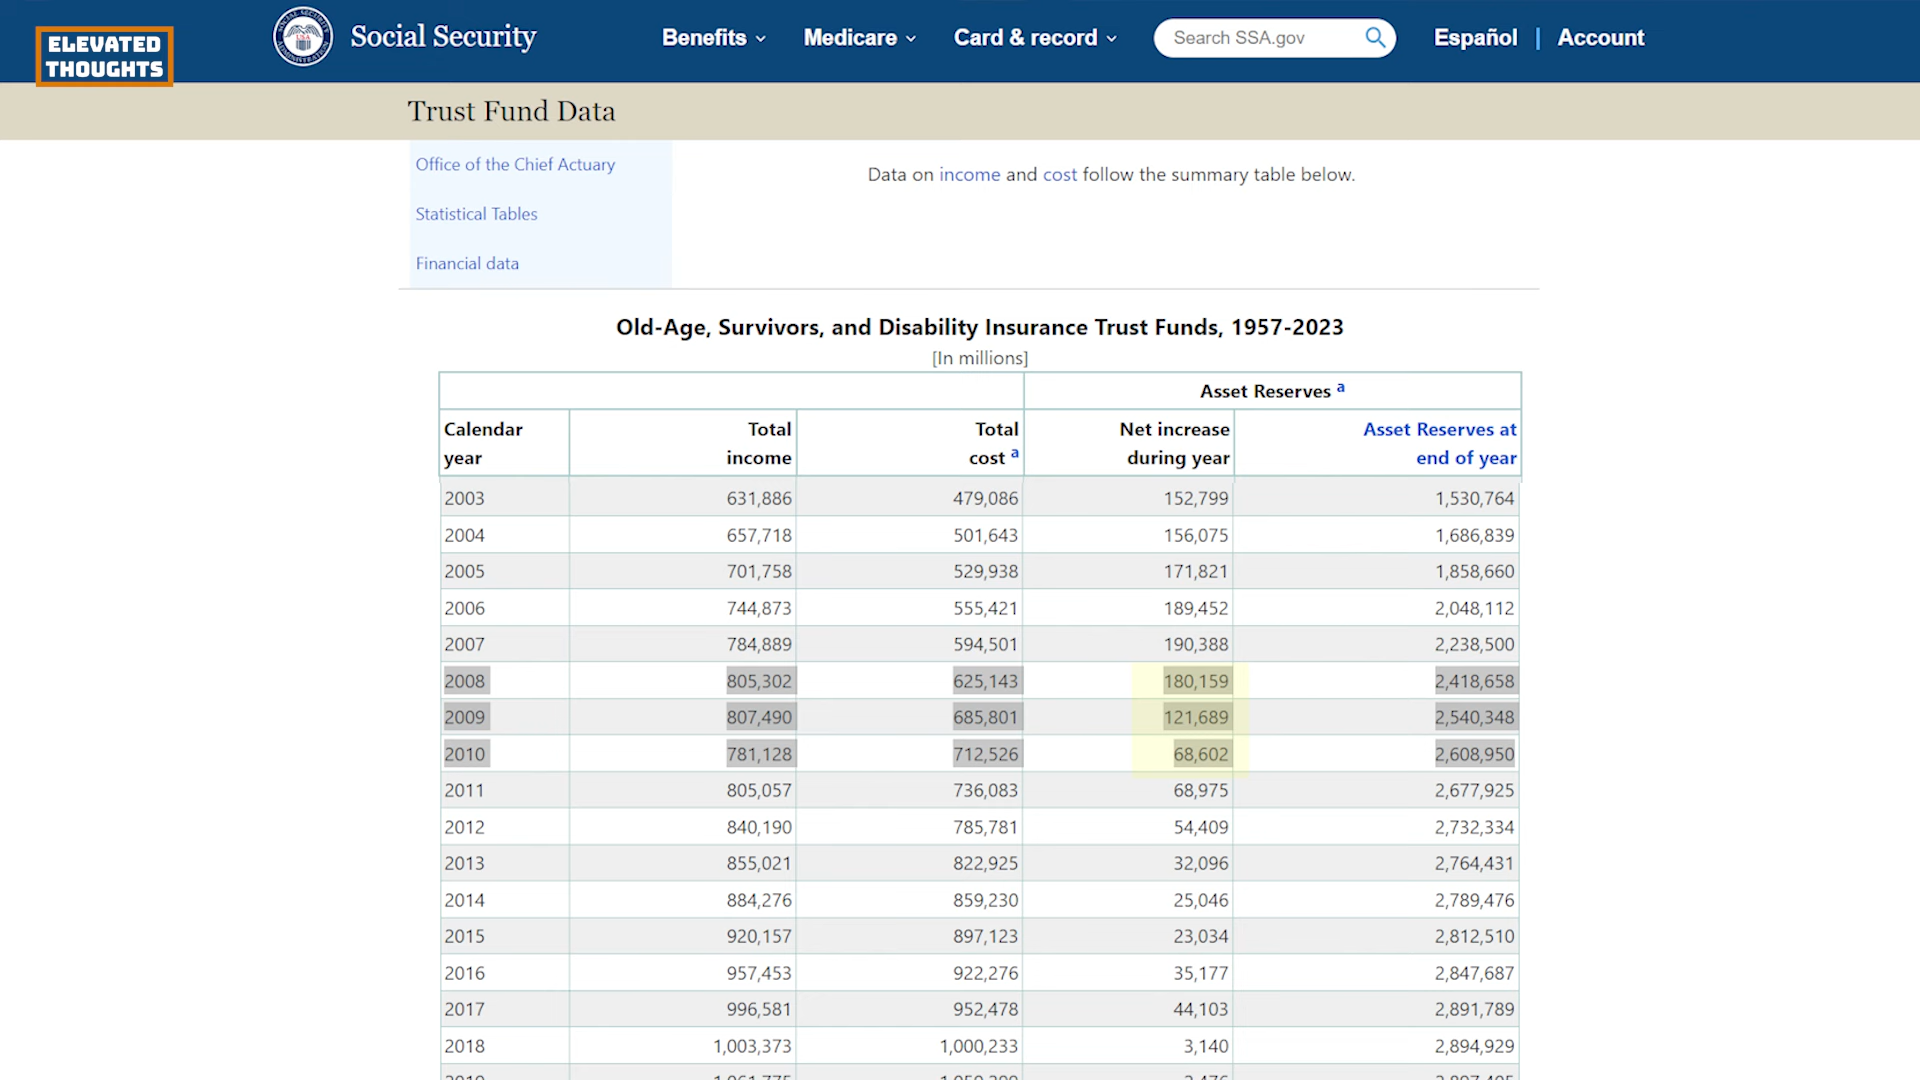 ELEVATED
THOUGHTS
Social Security
Benefits
Medicare
Card & record
Search SSA.gov
Español | Account
Trust Fund Data
Office of the Chief Actuary
Statistical Tables
Financial data
Data on income and cost follow the summary table below.
Old-Age, Survivors, and Disability Insurance Trust Funds, 1957-2023
[In millions]
Asset Reserves a
Calendar year
Total income
Total cost a
Net increase during year
Asset Reserves at end of year
2003 631,886 479,086 152,799 1,530,764
2004 657,718 501,643 156,075 1,686,839
2005 701,758 529,938 171,821 1,858,660
2006 744,873 555,421 189,452 2,048,112
2007 784,889 594,501 190,388 2,238,500
2008 805,302 625,143 180,159 2,418,658
2009 807,490 685,801 121,689 2,540,348
2010 781,128 712,526 68,602 2,608,950
2011 805,057 736,083 68,975 2,677,925
2012 840,190 785,781 54,409 2,732,334
2013 855,021 822,925 32,096 2,764,431
2014 884,276 859,230 25,046 2,789,476
2015 920,157 897,123 23,034 2,812,510
2016 957,453 922,276 35,177 2,847,687
2017 996,581 952,478 44,103 2,891,789
2018 1,003,373 1,000,233 3,140 2,894,929